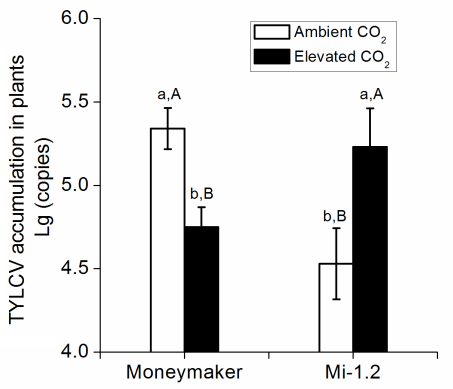 TYLCV accumulation in plants
Lg (copies)
6.0
5.5
5.0
4.5
4.0
Ambient CO₂
Elevated CO₂
a,A
b,B
b,B
a,A
Moneymaker
Mi-1.2